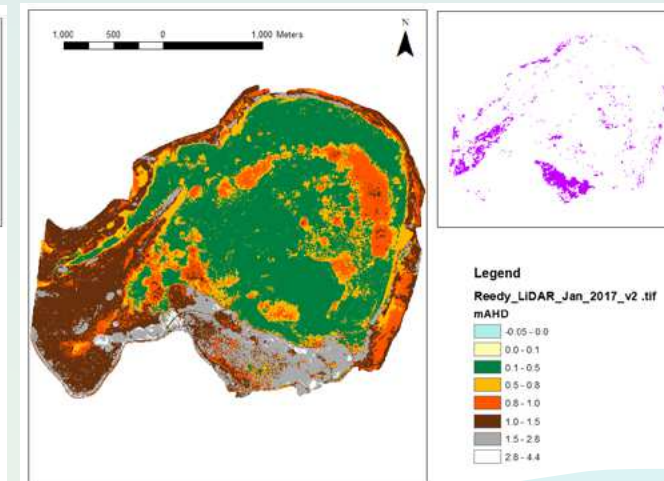 N
1,000 500 0 1,000 Meters
Legend
Reedy_LiDAR_Jan_2017_v2 .tif
mAHD
-0.05 - 0.0
0.0 - 0.1
0.1 - 0.5
0.5 - 0.8
0.8 - 1.0
1.0 - 1.5
1.5 - 2.8
2.8 - 4.4